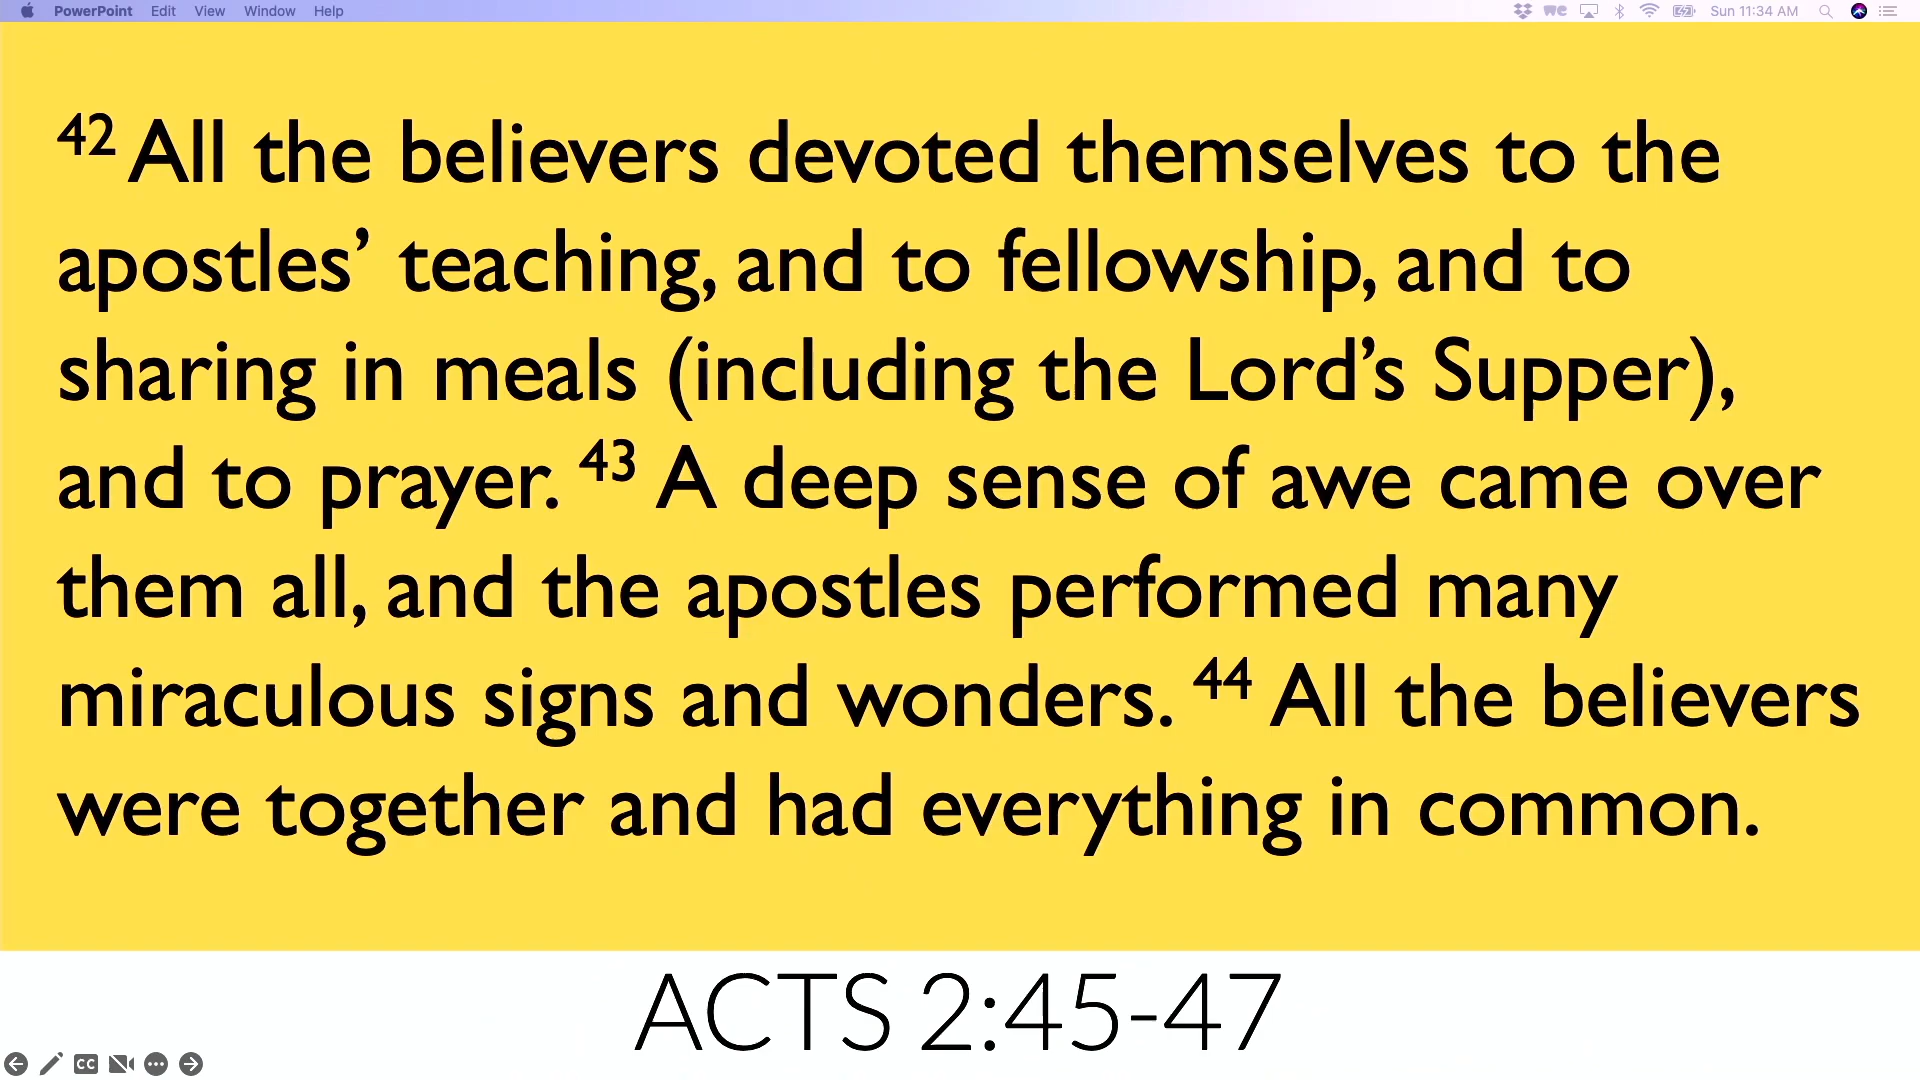 PowerPoint Edit View Window Help Sun 11:34 AM
42 All the believers devoted themselves to the
apostles’ teaching, and to fellowship, and to
sharing in meals (including the Lord’s Supper),
and to prayer. 43 A deep sense of awe came over
them all, and the apostles performed many
miraculous signs and wonders. 44 All the believers
were together and had everything in common.
ACTS 2:45-47
CC